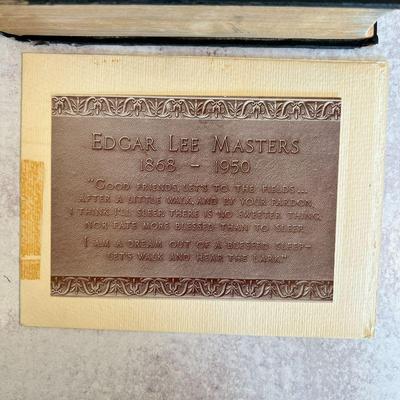 EDGAR LEE MASTERS
1868 - 1950
"GOOD FRIENDS, LET'S TO THE FIELDS...
AFTER A LITTLE WALK, AND BY YOUR PARDON,
I THINK I'LL SLEEP. THERE IS NO SWEETER THING,
NOR FATE MORE BLESSED THAN TO SLEEP.
I AM A DREAM OUT OF A BLESSED SLEEP-
LET'S WALK AND HEAR THE LARK."